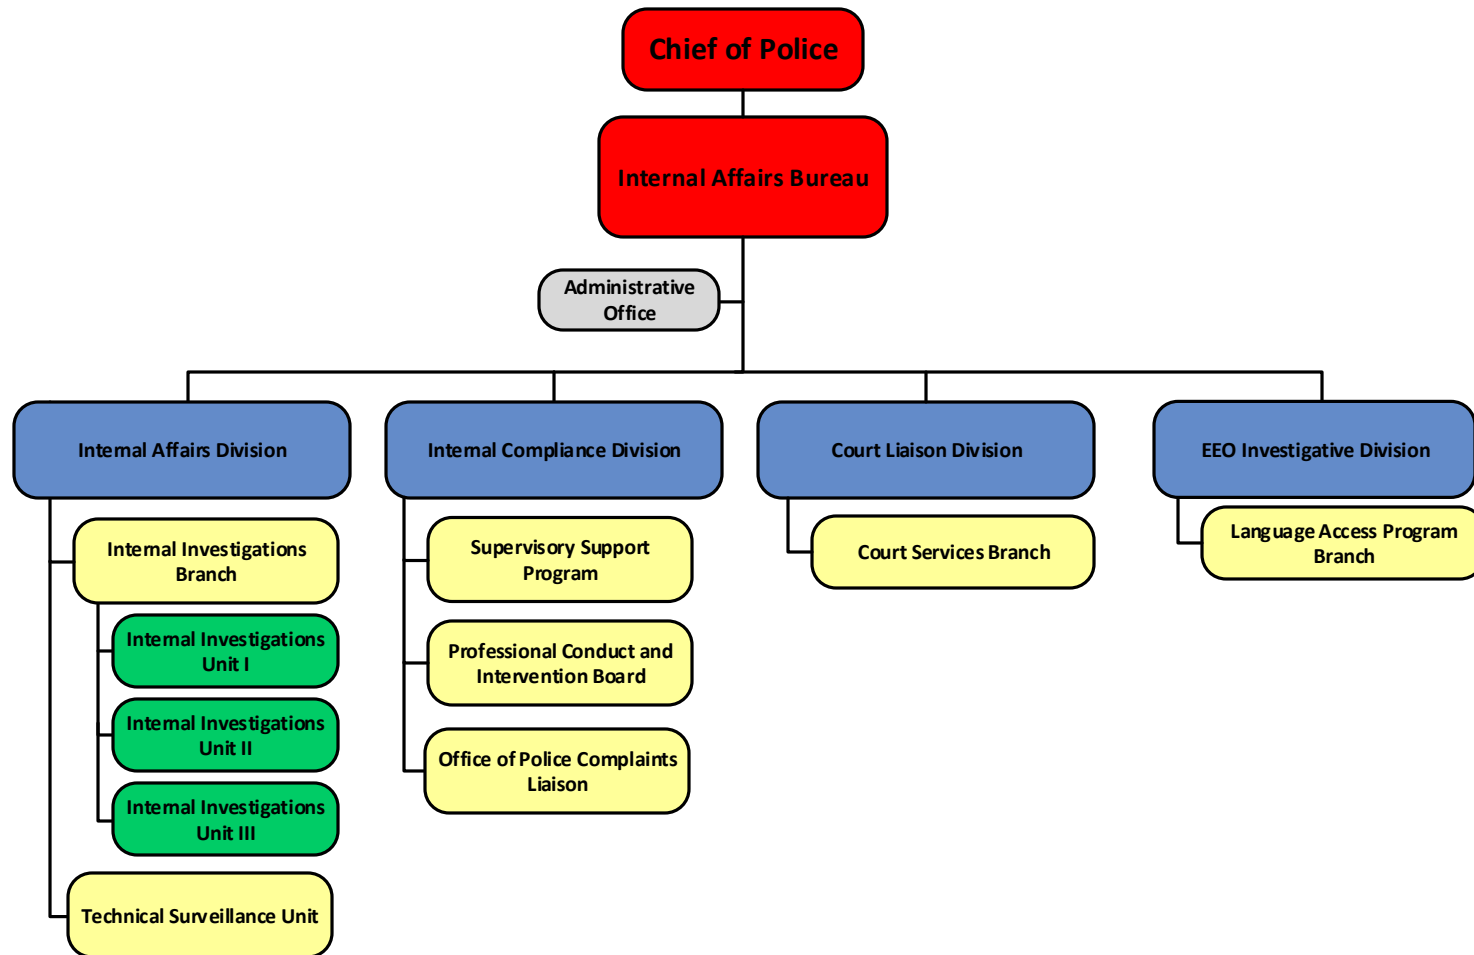 Chief of Police
Internal Affairs Bureau
Administrative
Office
Internal Affairs Division
Internal Compliance Division
Court Liaison Division
EEO Investigative Division
Internal Investigations
Branch
Internal Investigations
Unit I
Internal Investigations
Unit II
Internal Investigations
Unit III
Technical Surveillance Unit
Supervisory Support
Program
Professional Conduct and
Intervention Board
Office of Police Complaints
Liaison
Court Services Branch
Language Access Program
Branch